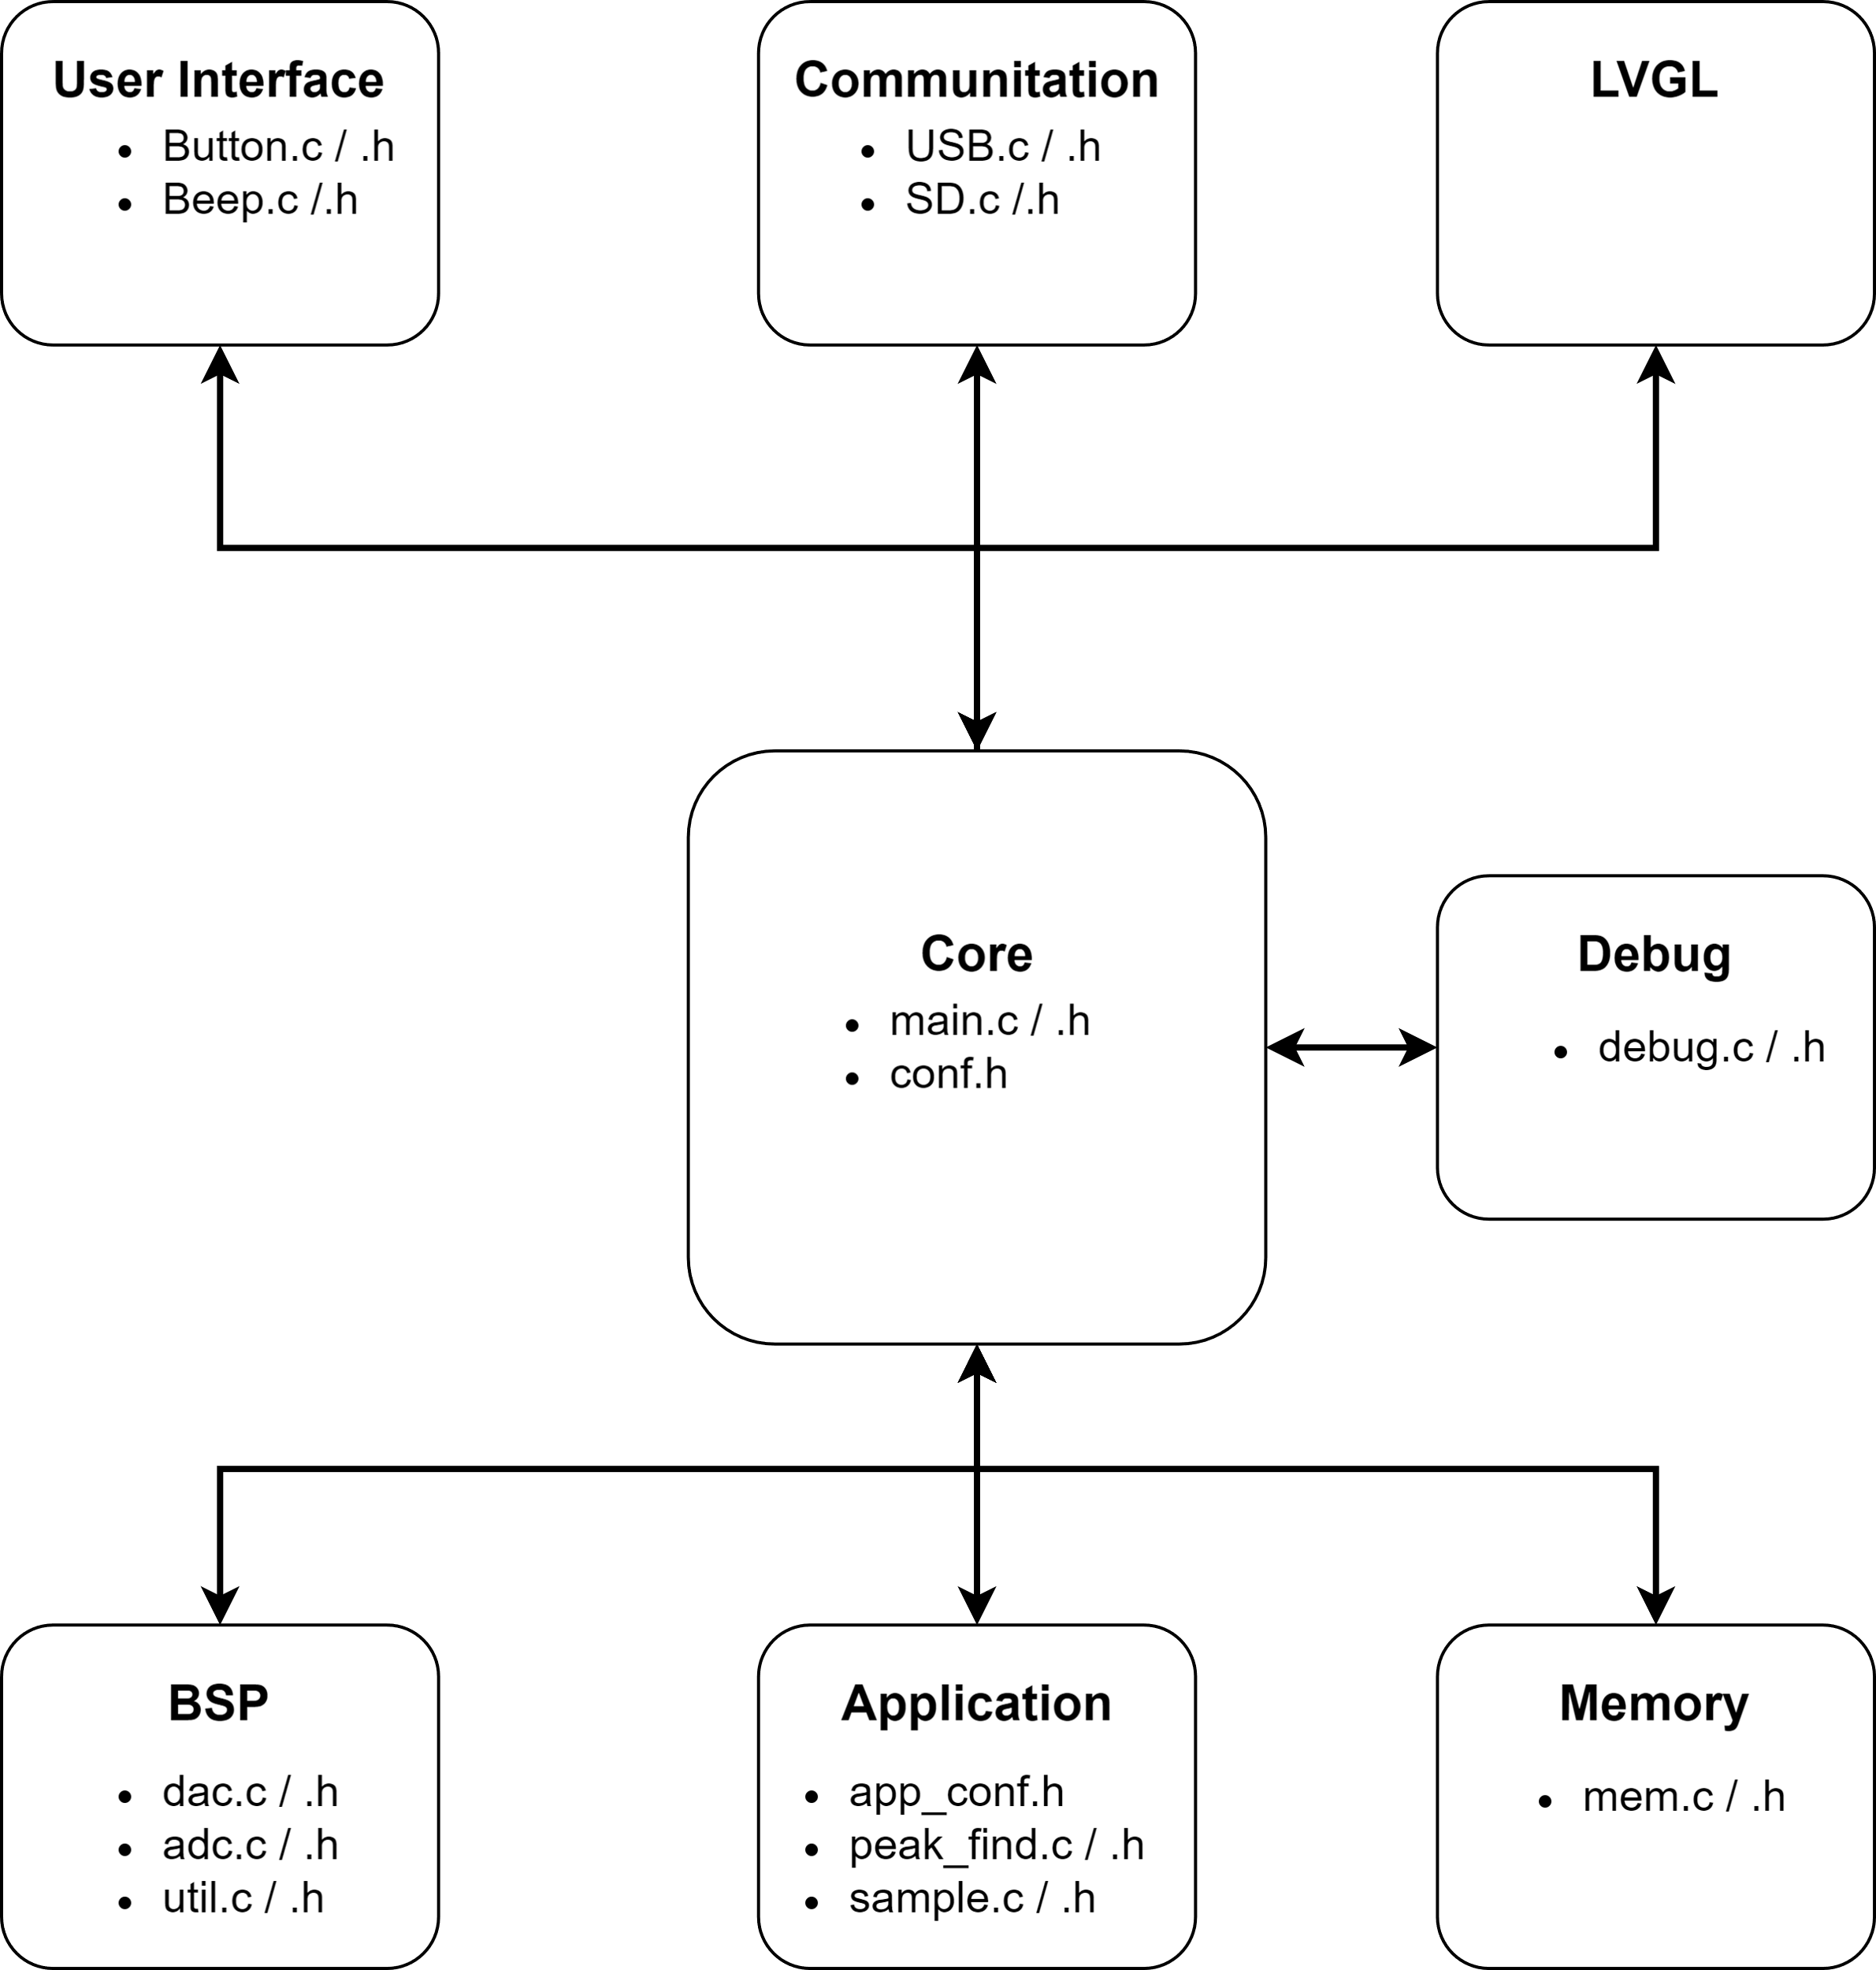 User Interface
Button.c / .h
Beep.c /.h
Communitation
USB.c / .h
SD.c /.h
LVGL
Core
main.c / .h
conf.h
Debug
debug.c / .h
BSP
dac.c / .h
adc.c / .h
util.c / .h
Application
app_conf.h
peak_find.c / .h
sample.c / .h
Memory
mem.c / .h